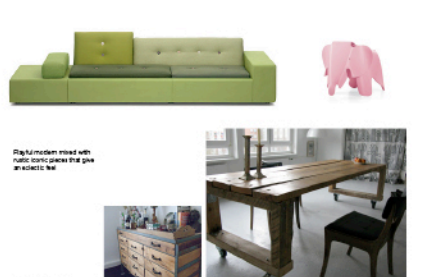 Playful modern mixed with
rustic iconic pieces that give
an eclectic feel